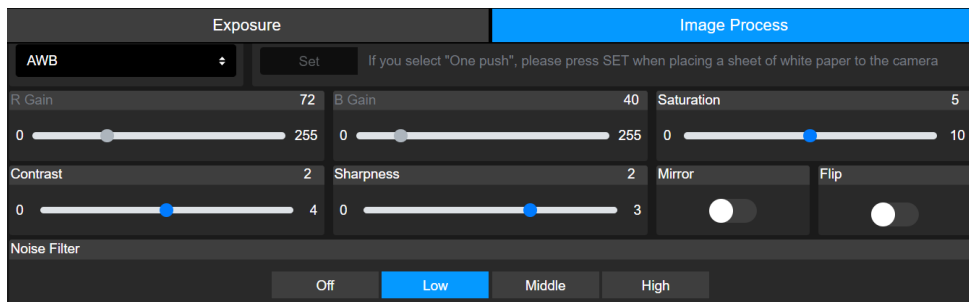 Exposure Image Process
AWB Set If you select "One push", please press SET when placing a sheet of white paper to the camera
R Gain 72 B Gain 40 Saturation 5
0 255 0 255 0 10
Contrast 2 Sharpness 2 Mirror Flip
0 4 0 3
Noise Filter
Off Low Middle High